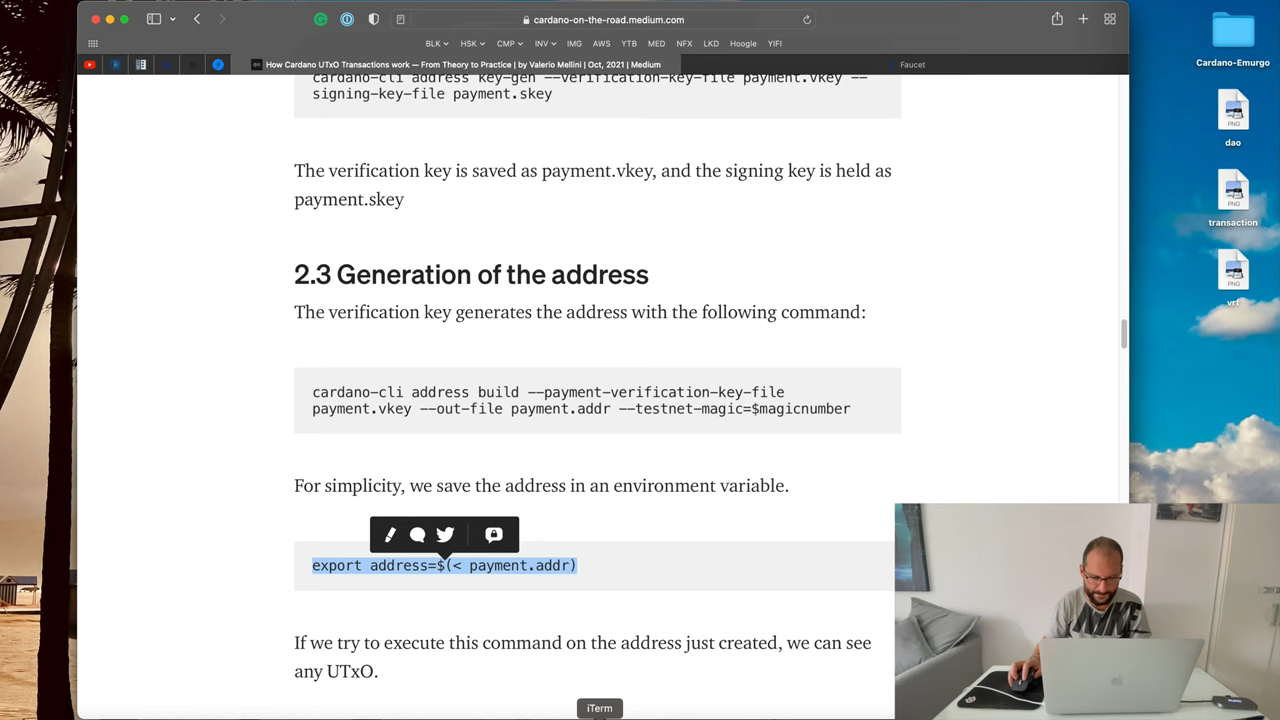 cardano-on-the-road.medium.com
BLK HSK CMP INV IMG AWS YTB MED NFX LKD Hoogle YIFI
How Cardano UTxO Transactions work — From Theory to Practice | by Valerio Mellini | Oct, 2021 | Medium
Faucet
cardano-cli address key-gen --verification-key-file payment.vkey --
signing-key-file payment.skey
The verification key is saved as payment.vkey, and the signing key is held as
payment.skey
2.3 Generation of the address
The verification key generates the address with the following command:
cardano-cli address build --payment-verification-key-file
payment.vkey --out-file payment.addr --testnet-magic=$magicnumber
For simplicity, we save the address in an environment variable.
export address=$(< payment.addr)
If we try to execute this command on the address just created, we can see
any UTxO.
iTerm
Cardano-Emurgo
PNG
dao
PNG
transaction
PNG
vrf